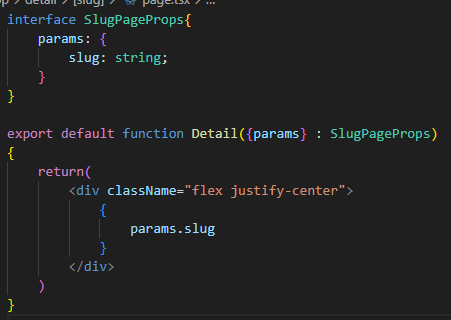 > detail > [slug] > page.tsx > ...
interface SlugPageProps{
params: {
slug: string;
}
}
export default function Detail({params} : SlugPageProps)
{
return(
<div className="flex justify-center">
{
params.slug
}
</div>
)
}